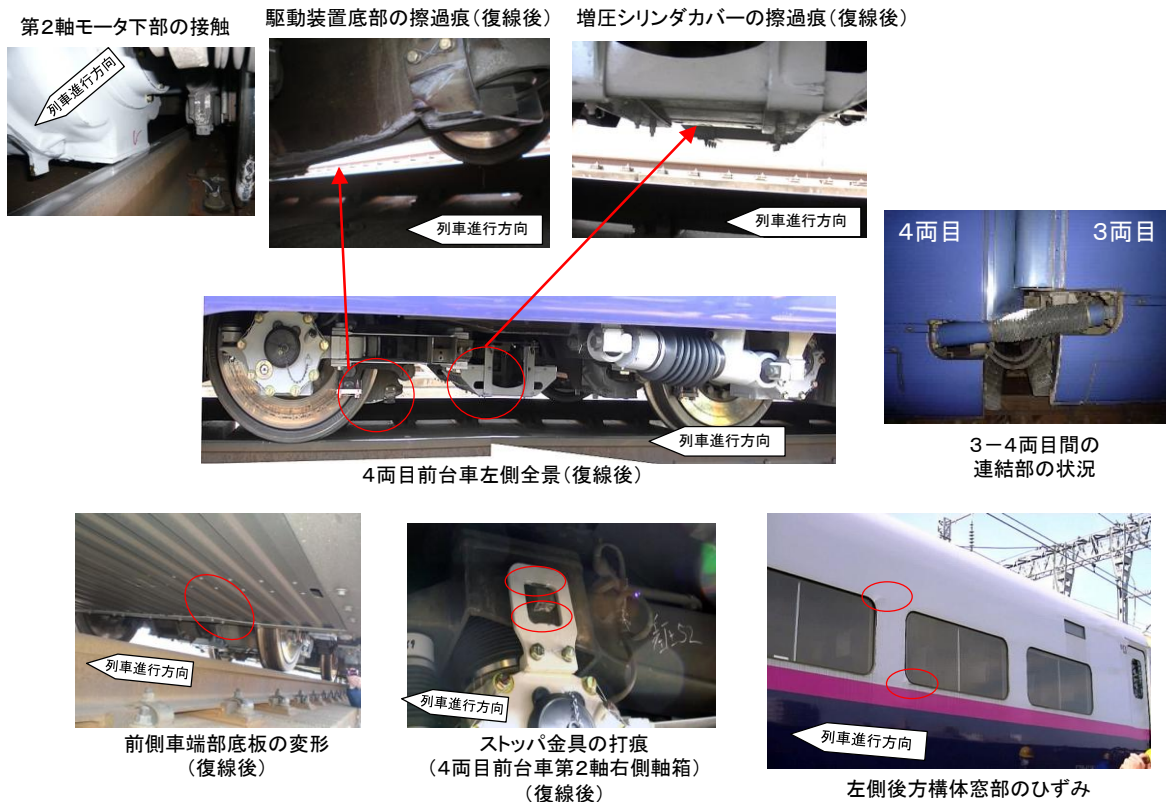 第2軸モータ下部の接触
駆動装置底部の擦過痕(復線後)
増圧シリンダカバーの擦過痕(復線後)
列車進行方向
列車進行方向
列車進行方向
4両目
3両目
列車進行方向
4両目前台車左側全景(復線後)
3-4両目間の
連結部の状況
列車進行方向
列車進行方向
列車進行方向
前側車端部底板の変形
(復線後)
ストッパ金具の打痕
(4両目前台車第2軸右側軸箱)
(復線後)
左側後方構体窓部のひずみ